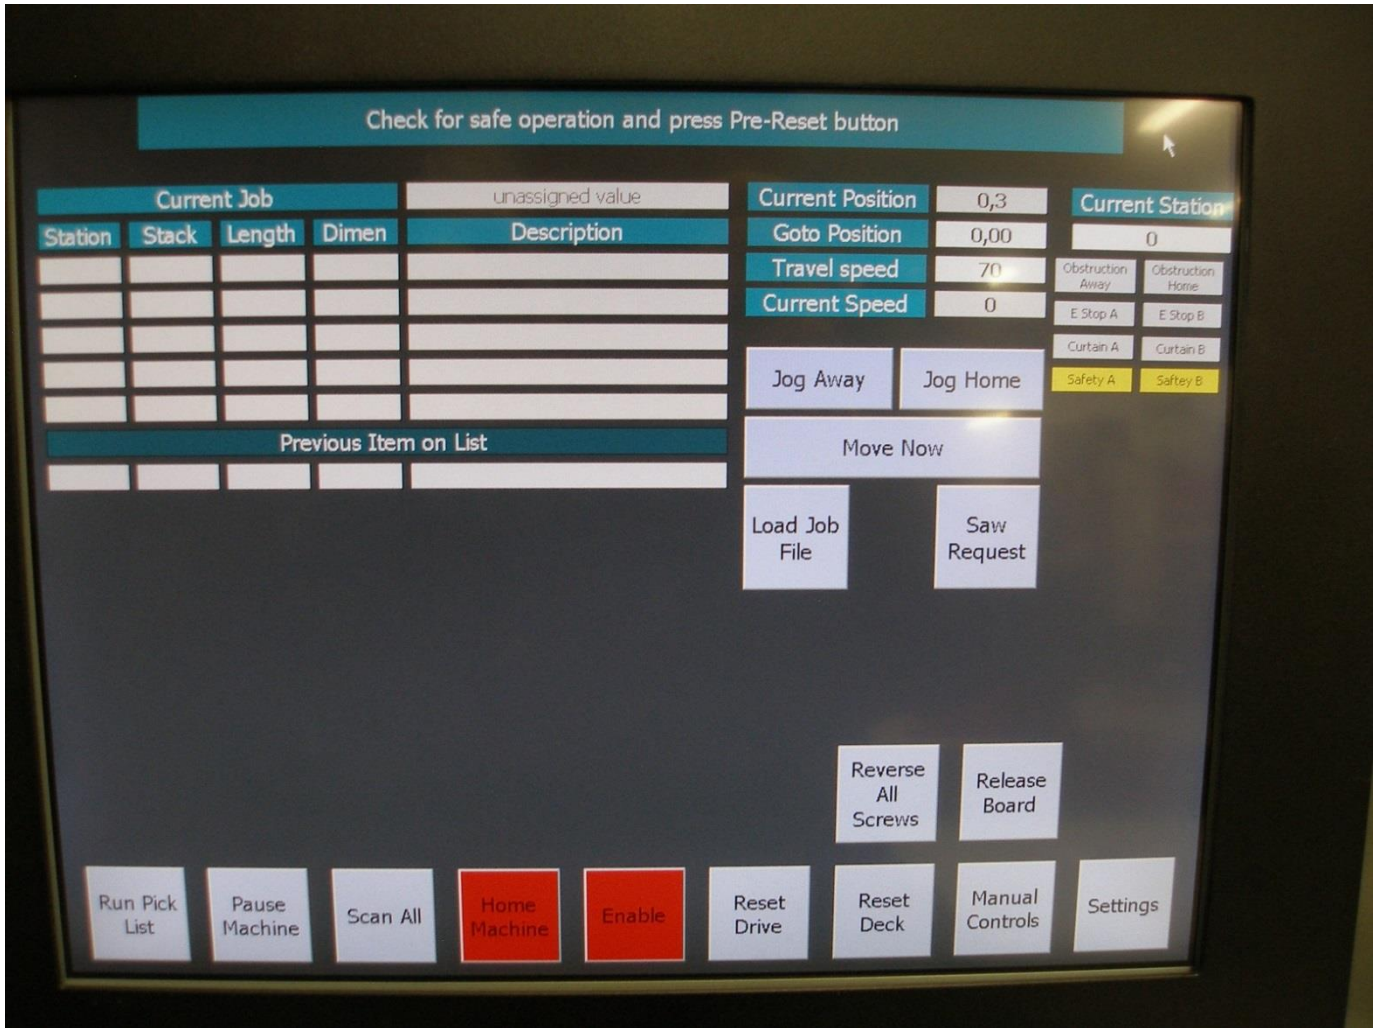 Check for safe operation and press Pre-Reset button
Current Job
unassigned value
Station Stack Length Dimen Description
Previous Item on List
Current Position 0,3
Goto Position 0,00
Travel speed 70
Current Speed 0
Current Station
0
Obstruction
Away
Obstruction
Home
E Stop A
E Stop B
Curtain A
Curtain B
Safety A
Saftey B
Jog Away
Jog Home
Move Now
Load Job
File
Saw
Request
Reverse
All
Screws
Release
Board
Run Pick
List
Pause
Machine
Scan All
Home
Machine
Enable
Reset
Drive
Reset
Deck
Manual
Controls
Settings